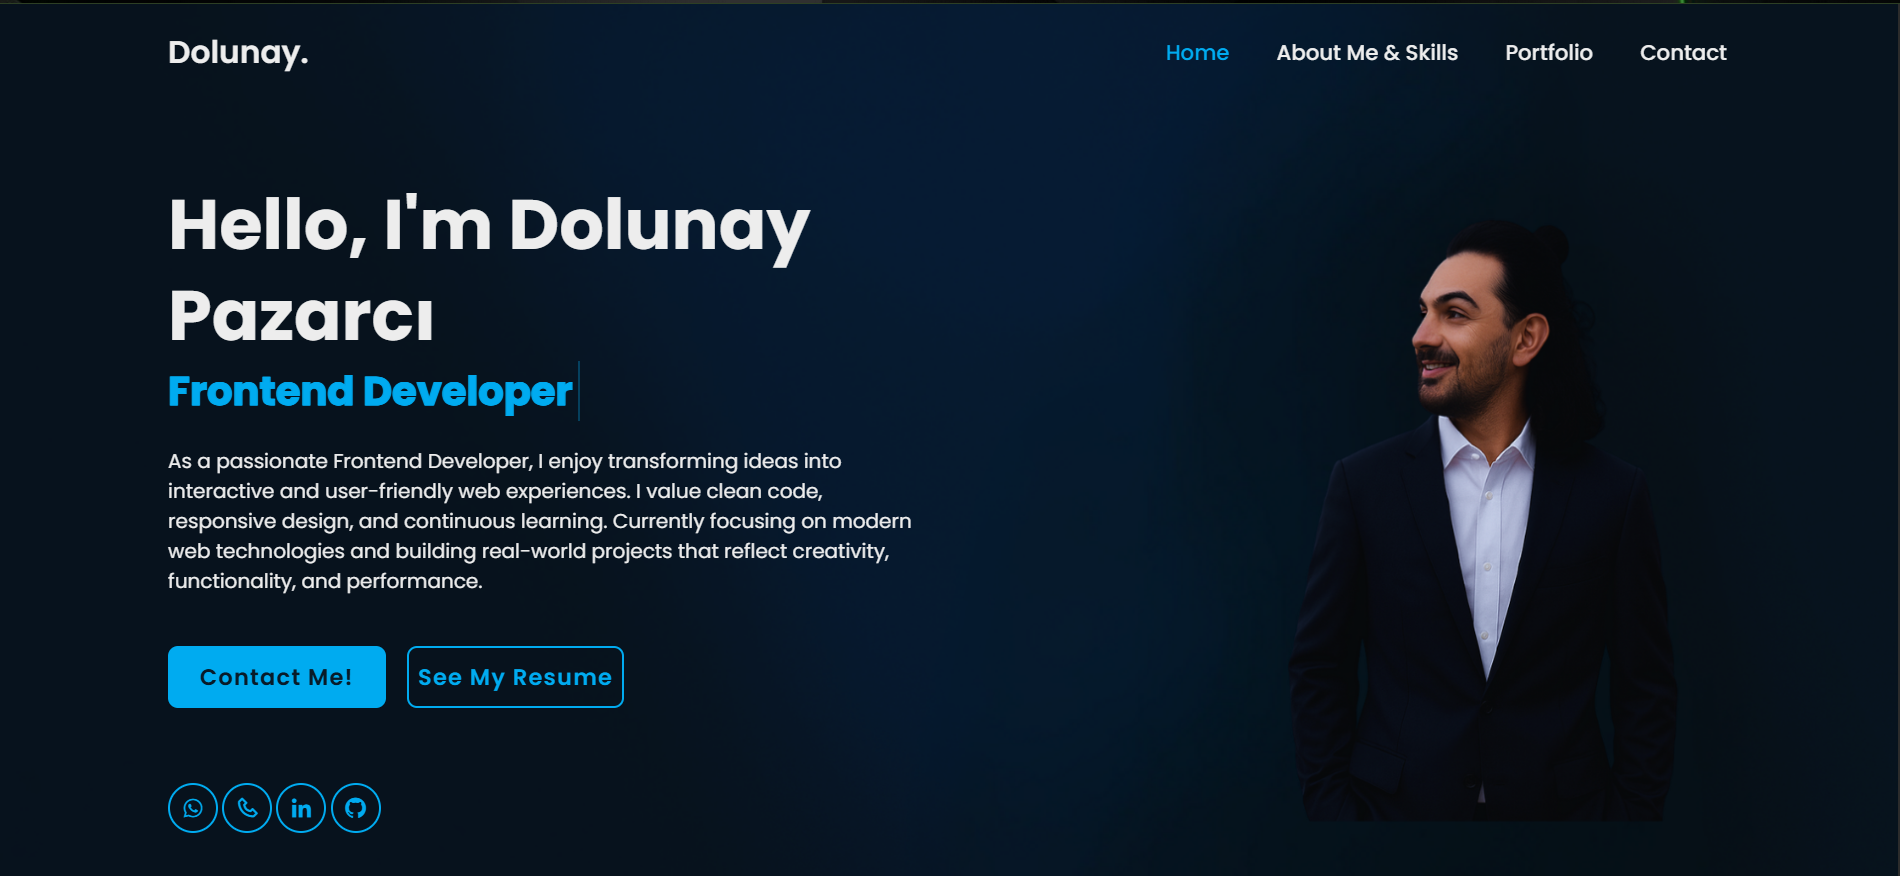 Dolunay.
Home
About Me & Skills
Portfolio
Contact
Hello, I'm Dolunay
Pazarcı
Frontend Developer
As a passionate Frontend Developer, I enjoy transforming ideas into
interactive and user-friendly web experiences. I value clean code,
responsive design, and continuous learning. Currently focusing on modern
web technologies and building real-world projects that reflect creativity,
functionality, and performance.
Contact Me!
See My Resume
in